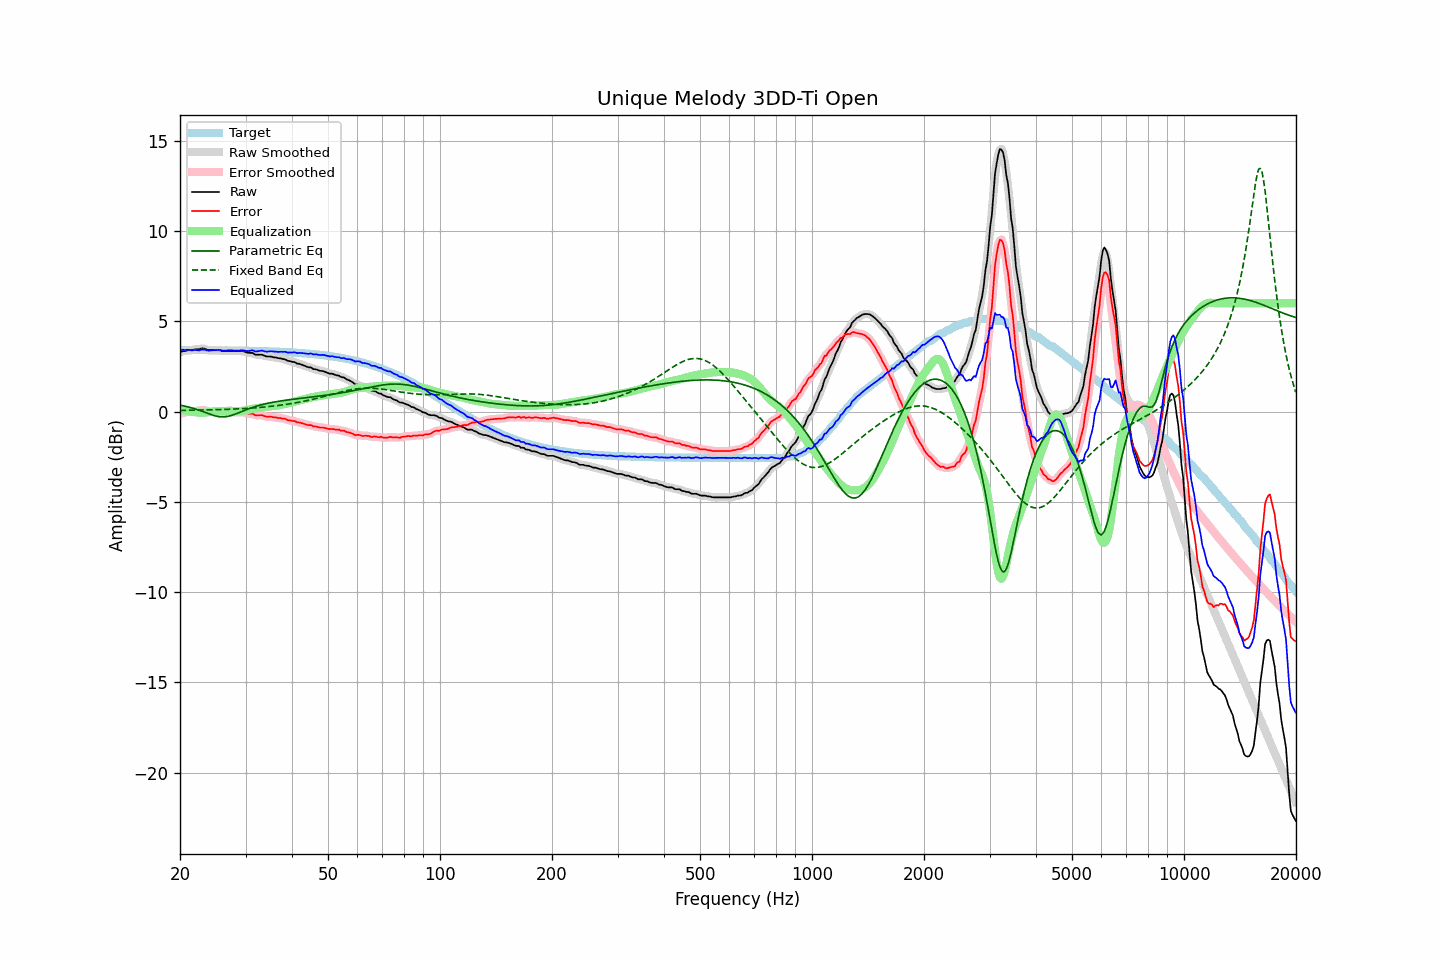 Unique Melody 3DD-Ti Open
Target
Raw Smoothed
Error Smoothed
Raw
Error
Equalization
Parametric Eq
Fixed Band Eq
Equalized
Amplitude (dBr)
15
10
5
0
−5
−10
−15
−20
20
50
100
200
500
1000
2000
5000
10000
20000
Frequency (Hz)